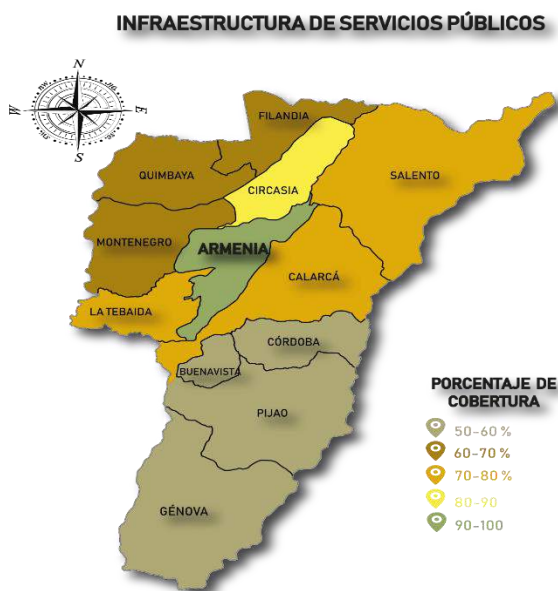 INFRAESTRUCTURA DE SERVICIOS PÚBLICOS
N
W
E
S
FILANDIA
QUIMBAYA
SALENTO
CIRCASIA
MONTENEGRO
ARMENIA
CALARCÁ
LA TEBAIDA
CÓRDOBA
BUENAVISTA
PIJAO
GÉNOVA
PORCENTAJE DE
COBERTURA
50-60 %
60-70 %
70-80 %
80-90
90-100